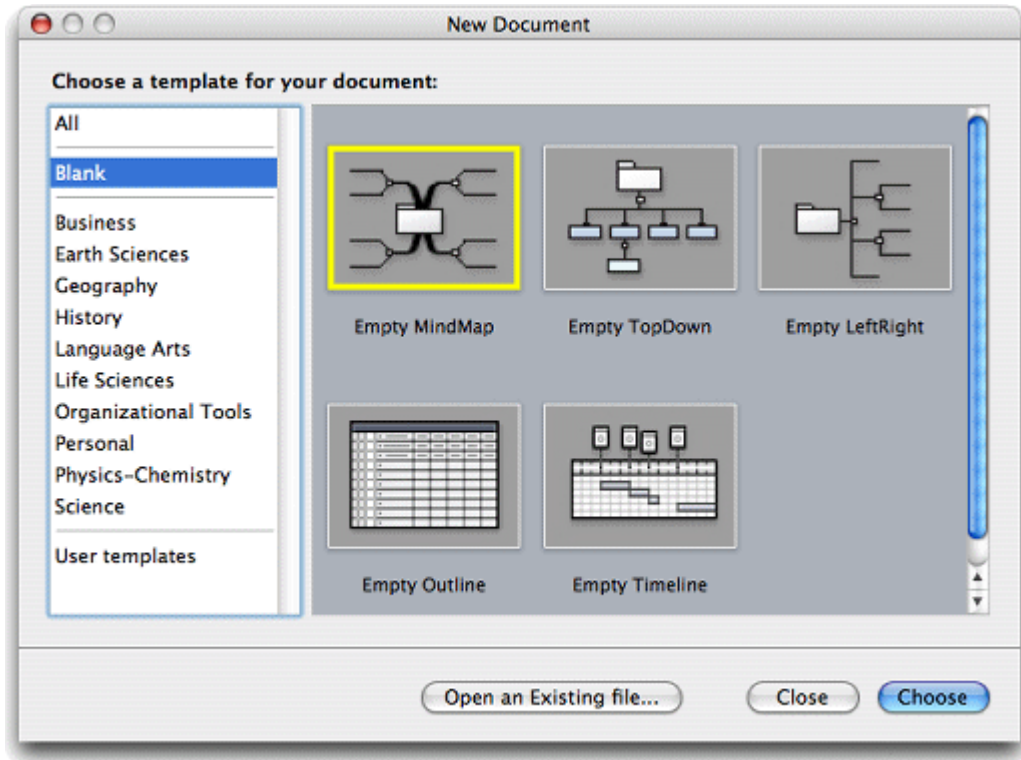 New Document
Choose a template for your document:
All
Blank
Business
Earth Sciences
Geography
History
Language Arts
Life Sciences
Organizational Tools
Personal
Physics-Chemistry
Science
User templates
Empty MindMap
Empty TopDown
Empty LeftRight
Empty Outline
Empty Timeline
Open an Existing file...
Close
Choose